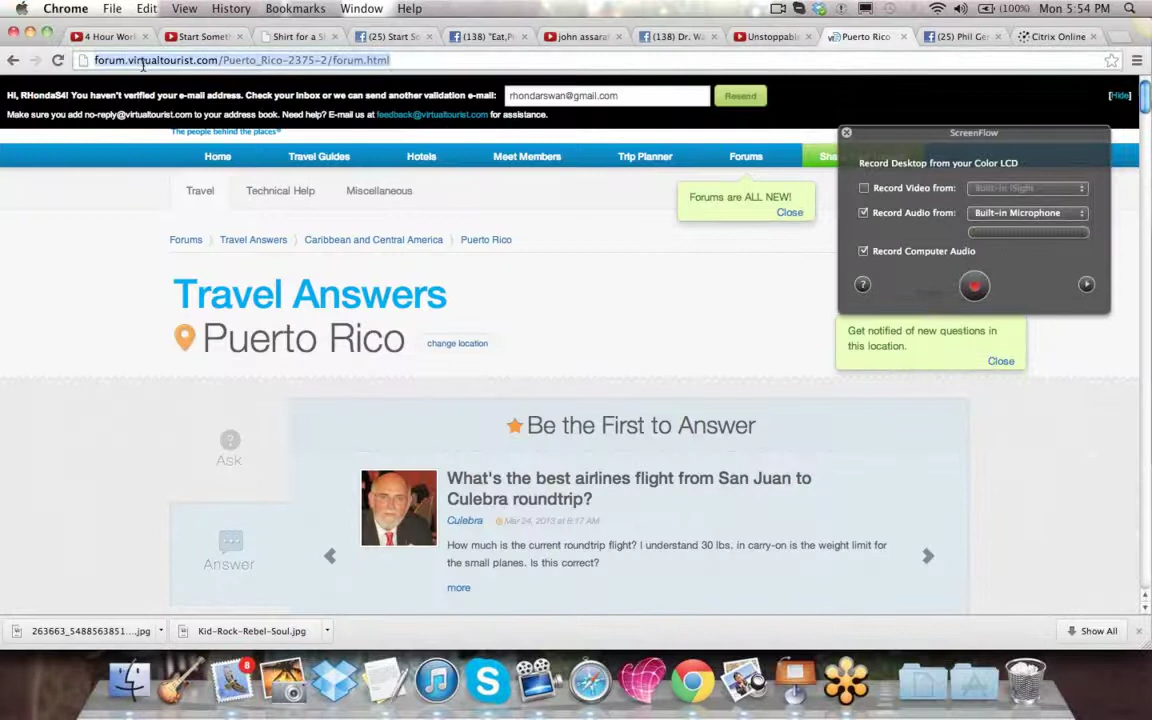 Chrome File Edit View History Bookmarks Window Help (100%) Mon 5:54 PM
4 Hour Work Start Someth Shirt for a S (25) Start So (138) "Eat,P john assaraf (138) Dr. Wa Unstoppable Puerto Rico (25) Phil Ger Citrix Online
forum.virtualtourist.com/Puerto_Rico-2375-2/forum.html
Hi, RHondaS4! You haven't verified your e-mail address. Check your inbox or we can send another validation e-mail: rhondarswan@gmail.com Resend [Hide]
Make sure you add no-reply@virtualtourist.com to your address book. Need help? E-mail us at feedback@virtualtourist.com for assistance.
The people behind the places®
ScreenFlow
Home Travel Guides Hotels Meet Members Trip Planner Forums Sha
Record Desktop from your Color LCD
Travel Technical Help Miscellaneous
Record Video from: Built-in iSight
Forums are ALL NEW!
Close
Record Audio from: Built-in Microphone
Forums Travel Answers Caribbean and Central America Puerto Rico
Record Computer Audio
?
Travel Answers
Puerto Rico change location
Get notified of new questions in
this location.
Close
Be the First to Answer
?
Ask
What's the best airlines flight from San Juan to
Culebra roundtrip?
Culebra Mar 24, 2013 at 6:17 AM
How much is the current roundtrip flight? I understand 30 lbs. in carry-on is the weight limit for
the small planes. Is this correct?
Answer
more
263663_5488563851....jpg Kid-Rock-Rebel-Soul.jpg Show All
8